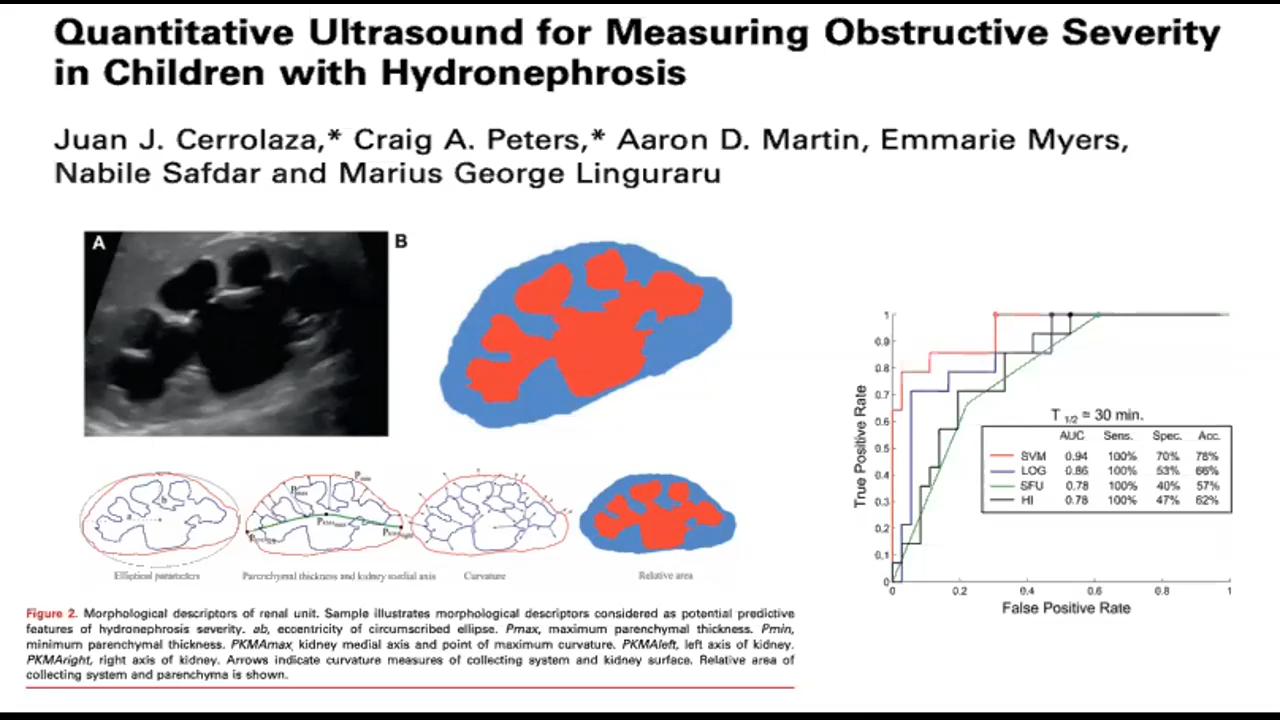 Quantitative Ultrasound for Measuring Obstructive Severity
in Children with Hydronephrosis
Juan J. Cerrolaza,* Craig A. Peters,* Aaron D. Martin, Emmarie Myers,
Nabile Safdar and Marius George Linguraru
A
B
a
b
Pmax
Pmin
PKMAmax
Elliptical parameters
Parenchymal thickness and kidney medial axis
Curvature
Relative area
Figure 2. Morphological descriptors of renal unit. Sample illustrates morphological descriptors considered as potential predictive
features of hydronephrosis severity. ab, eccentricity of circumscribed ellipse. Pmax, maximum parenchymal thickness. Pmin,
minimum parenchymal thickness. PKMAmax, kidney medial axis and point of maximum curvature. PKMAleft, left axis of kidney.
PKMAright, right axis of kidney. Arrows indicate curvature measures of collecting system and kidney surface. Relative area of
collecting system and parenchyma is shown.
True Positive Rate
1
0.9
0.8
0.7
0.6
0.5
0.4
0.3
0.2
0.1
0
T 1/2 = 30 min.
AUC Sens. Spec. Acc.
SVM 0.94 100% 70% 78%
LOG 0.86 100% 53% 66%
SFU 0.78 100% 40% 57%
HI 0.78 100% 47% 62%
0 0.2 0.4 0.6 0.8 1
False Positive Rate